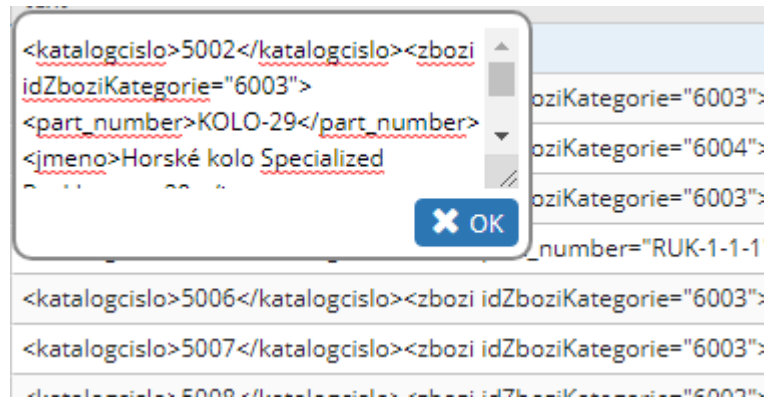 <katalogcislo>5002</katalogcislo><zbozi
idZboziKategorie="6003">
<part_number>KOLO-29</part_number>
<jmeno>Horské kolo Specialized
OK
oziKategorie="6003">
oziKategorie="6004">
oziKategorie="6003">
_number="RUK-1-1-1"
<katalogcislo>5006</katalogcislo><zbozi idZboziKategorie="6003">
<katalogcislo>5007</katalogcislo><zbozi idZboziKategorie="6003">